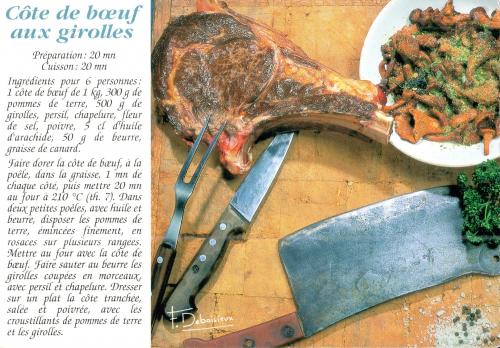 Côte de bœuf
aux girolles
Préparation : 20 mn
Cuisson : 20 mn
Ingrédients pour 6 personnes :
1 côte de bœuf de 1 kg, 300 g de
pommes de terre, 500 g de
girolles, persil, chapelure, fleur
de sel, poivre, 5 cl d'huile
d'arachide, 50 g de beurre,
graisse de canard.
Faire dorer la côte de bœuf, à la
poêle, dans la graisse, 1 mn de
chaque côté, puis mettre 20 mn
au four à 210 °C (th. 7). Dans
deux petites poêles, avec huile et
beurre, disposer les pommes de
terre, émincées finement, en
rosaces sur plusieurs rangées.
Mettre au four avec la côte de
bœuf. Faire sauter au beurre les
girolles coupées en morceaux,
avec persil et chapelure. Dresser
sur un plat la côte tranchée,
salée et poivrée, avec les
croustillants de pommes de terre
et les girolles.
F. Deboisieux